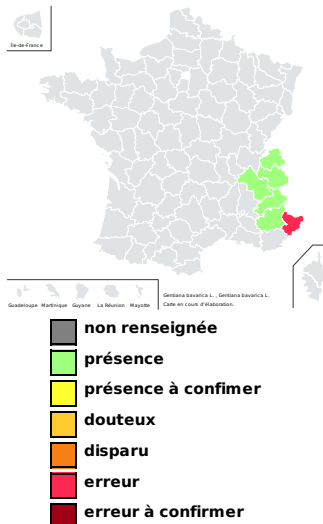 Île-de-France
Guadeloupe Martinique Guyane La Réunion Mayotte
Gentiana bavarica L. , Gentiana bavarica L.
Carte en cours d'élaboration.
non renseignée
présence
présence à confimer
douteux
disparu
erreur
erreur à confirmer